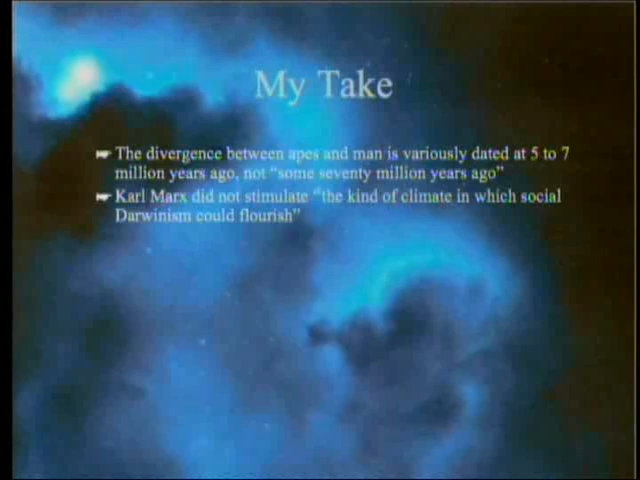 My Take
The divergence between apes and man is variously dated at 5 to 7
million years ago, not “some seventy million years ago”
Karl Marx did not stimulate “the kind of climate in which social
Darwinism could flourish”